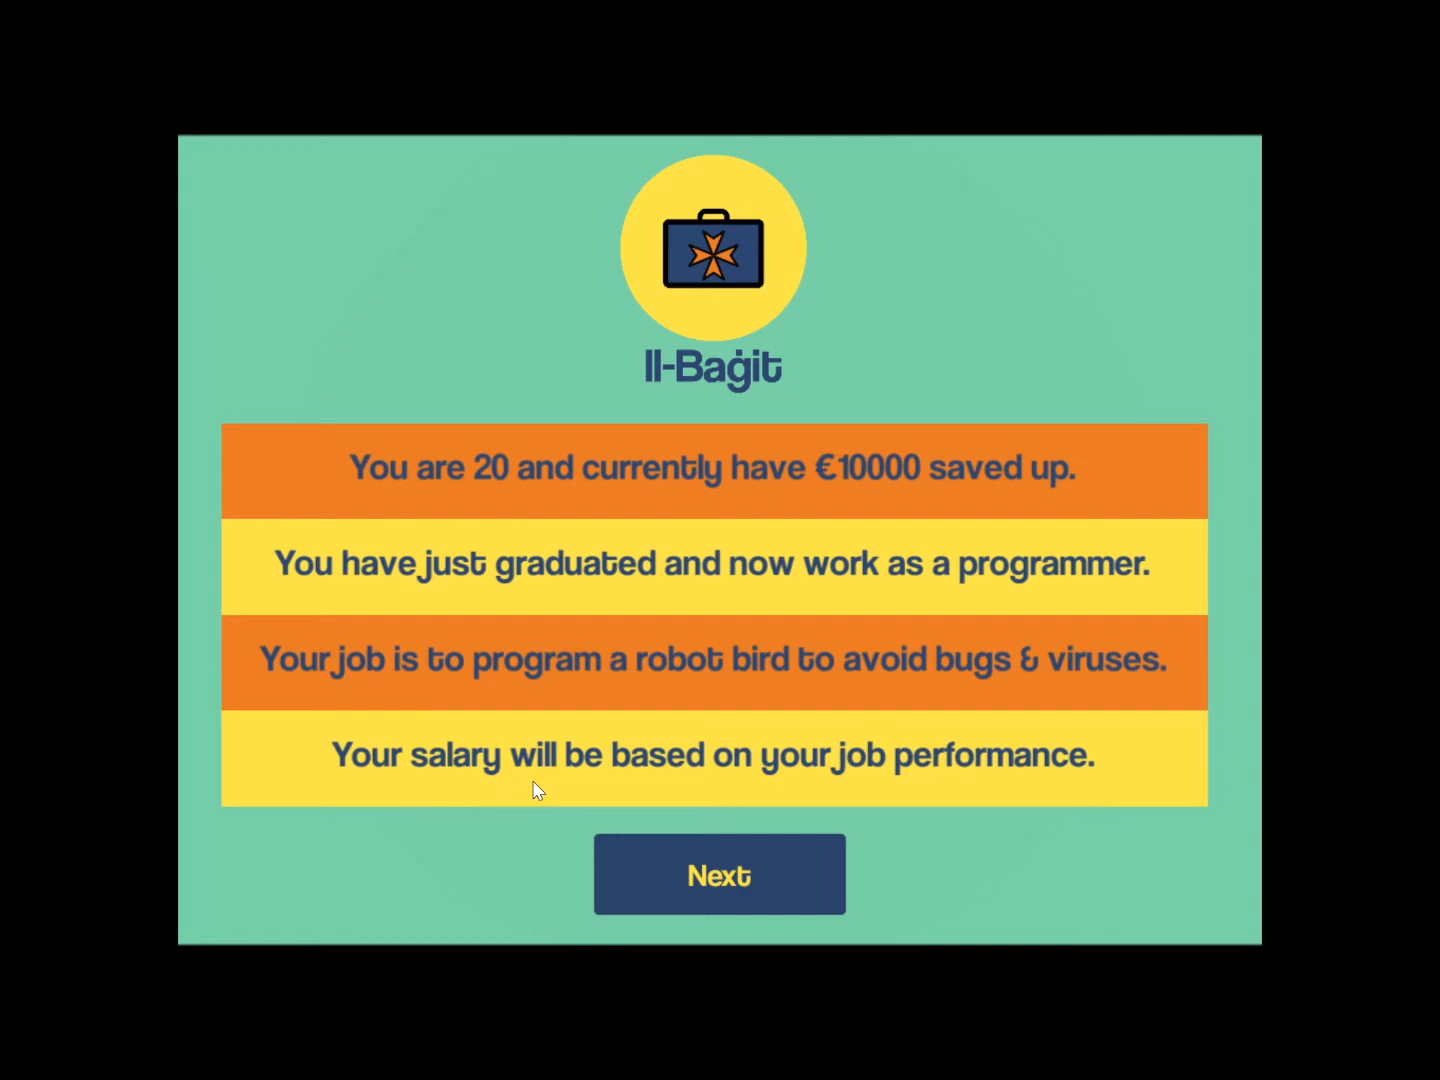 Il-Baġit
You are 20 and currently have €10000 saved up.
You have just graduated and now work as a programmer.
Your job is to program a robot bird to avoid bugs & viruses.
Your salary will be based on your job performance.
Next